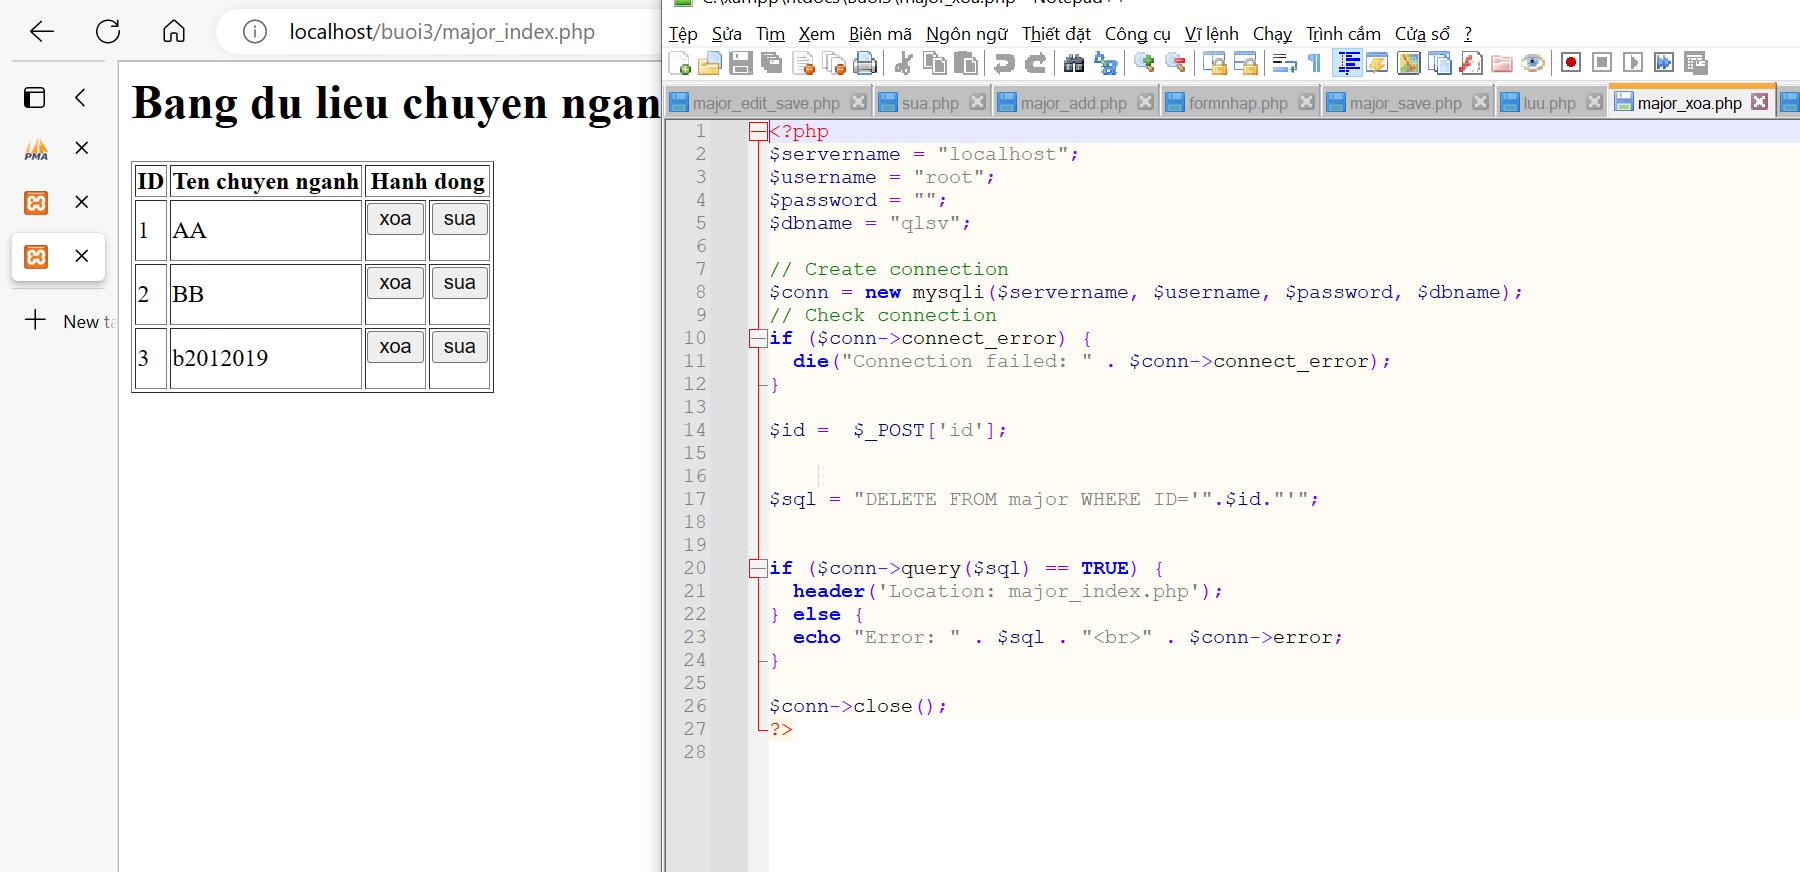 localhost/buoi3/major_index.php
PMA
New ta
Bang du lieu chuyen ngan
ID Ten chuyen nganh Hanh dong
1 AA xoa sua
2 BB xoa sua
3 b2012019 xoa sua
Tệp Sửa Tìm Xem Biên mã Ngôn ngữ Thiết đặt Công cụ Vĩ lệnh Chạy Trình cắm Cửa sổ ?
major_edit_save.php sua.php major_add.php formnhap.php major_save.php luu.php major_xoa.php
1 <?php
2 $servername = "localhost";
3 $username = "root";
4 $password = "";
5 $dbname = "qlsv";
6
7 // Create connection
8 $conn = new mysqli($servername, $username, $password, $dbname);
9 // Check connection
10 if ($conn->connect_error) {
11 die("Connection failed: " . $conn->connect_error);
12 }
13
14 $id =  $_POST['id'];
15
16
17 $sql = "DELETE FROM major WHERE ID='".$id."'";
18
19
20 if ($conn->query($sql) == TRUE) {
21 header('Location: major_index.php');
22 } else {
23 echo "Error: " . $sql . "<br>" . $conn->error;
24 }
25
26 $conn->close();
27 ?>
28